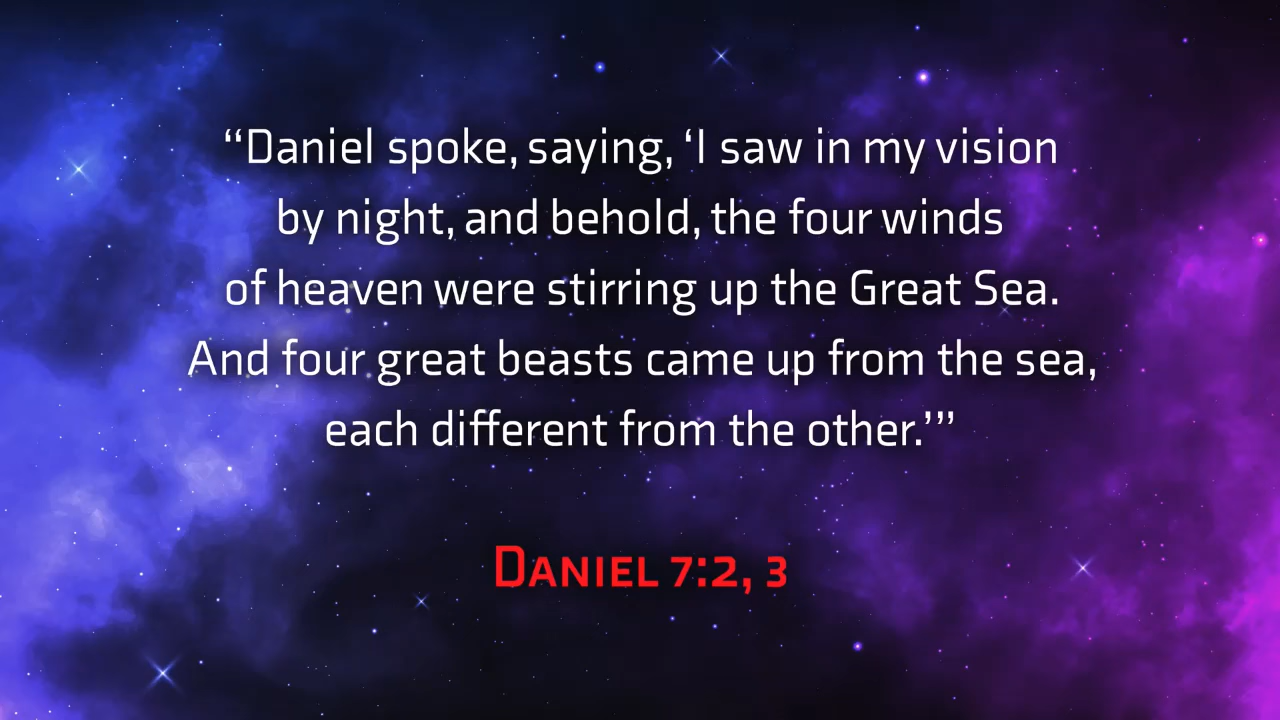 “Daniel spoke, saying, ‘I saw in my vision
by night, and behold, the four winds
of heaven were stirring up the Great Sea.
And four great beasts came up from the sea,
each different from the other.’”
Daniel 7:2, 3